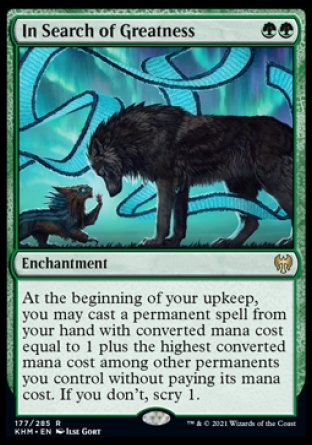 In Search of Greatness
Enchantment
At the beginning of your upkeep,
you may cast a permanent spell from
your hand with converted mana cost
equal to 1 plus the highest converted
mana cost among other permanents
you control without paying its mana
cost. If you don't, scry 1.
177/285 R
KHM • EN Ilse Gort
™ & © 2021 Wizards of the Coast